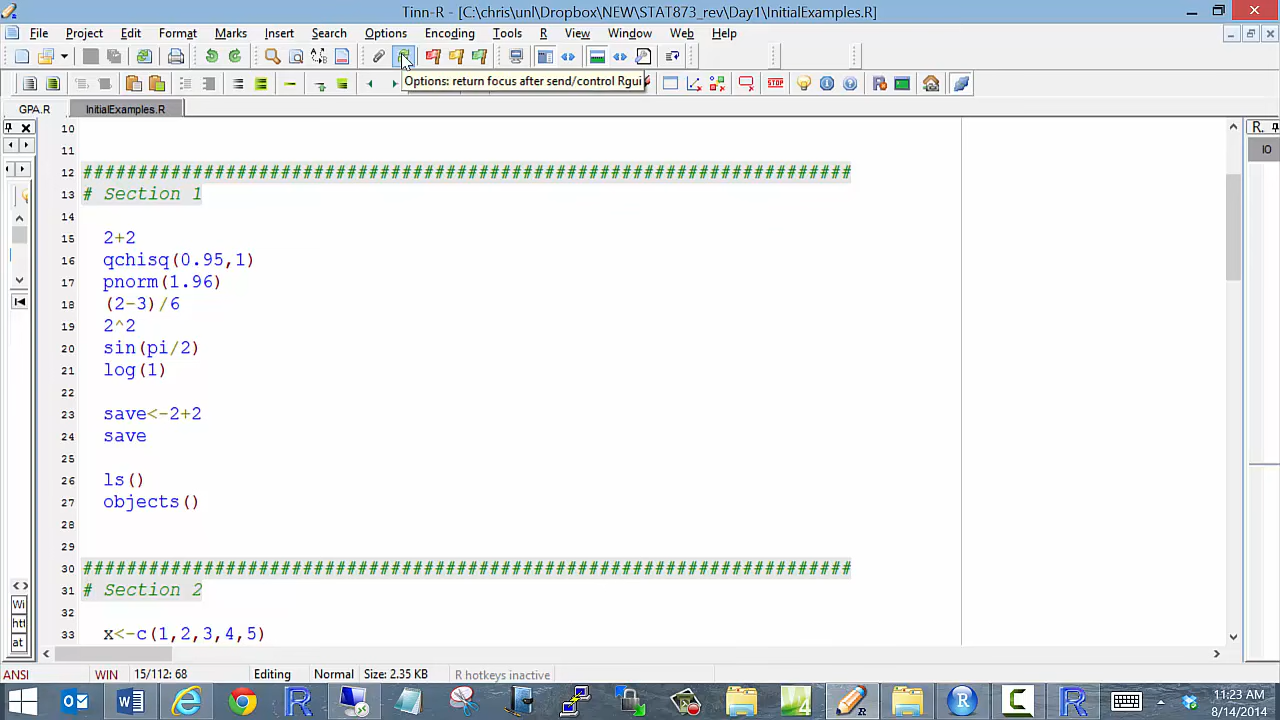 Tinn-R - [C:\chris\unl\Dropbox\NEW\STAT873_rev\Day1\InitialExamples.R]
File Project Edit Format Marks Insert Search Options Encoding Tools R View Window Web Help
Options: return focus after send/control Rgui
STOP
GPA.R InitialExamples.R
R.
IO
10
11
12 ######################################################################
13 # Section 1
14
15 2+2
16 qchisq(0.95,1)
17 pnorm(1.96)
18 (2-3)/6
19 2^2
20 sin(pi/2)
21 log(1)
22
23 save<-2+2
24 save
25
26 ls()
27 objects()
28
29
30 ######################################################################
31 # Section 2
32
33 x<-c(1,2,3,4,5)
Wi
htt
at
ANSI WIN 15/112: 68 Editing Normal Size: 2.35 KB R hotkeys inactive
11:23 AM
8/14/2014